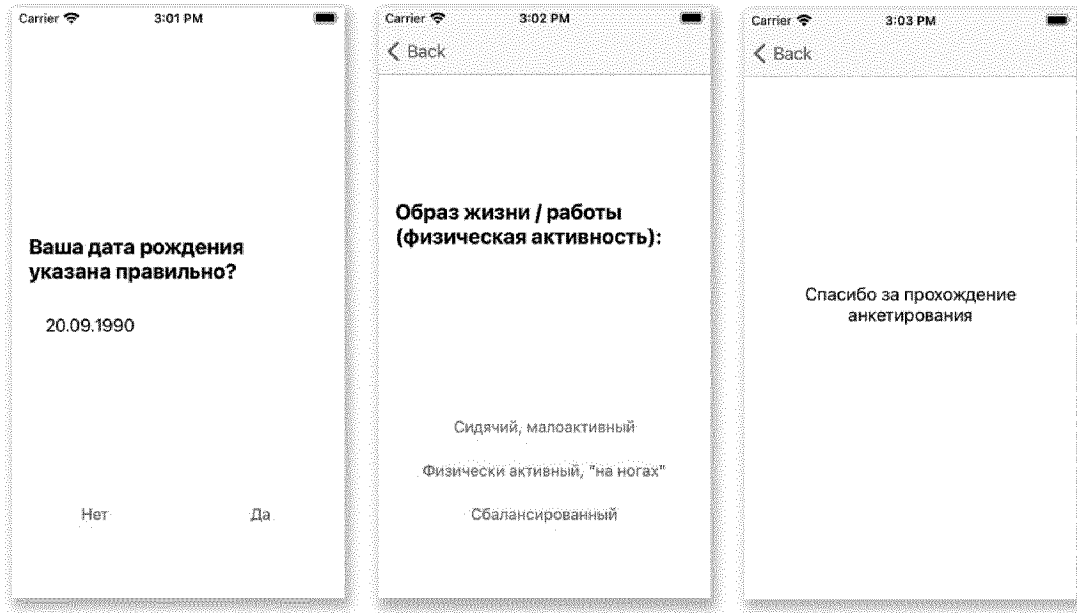 Carrier 3:01 PM
Ваша дата рождения
указана правильно?
20.09.1990
Нет Да
Carrier 3:02 PM
Back
Образ жизни / работы
(физическая активность):
Сидячий, малоактивный
Физически активный, "на ногах"
Сбалансированный
Carrier 3:03 PM
Back
Спасибо за прохождение
анкетирования